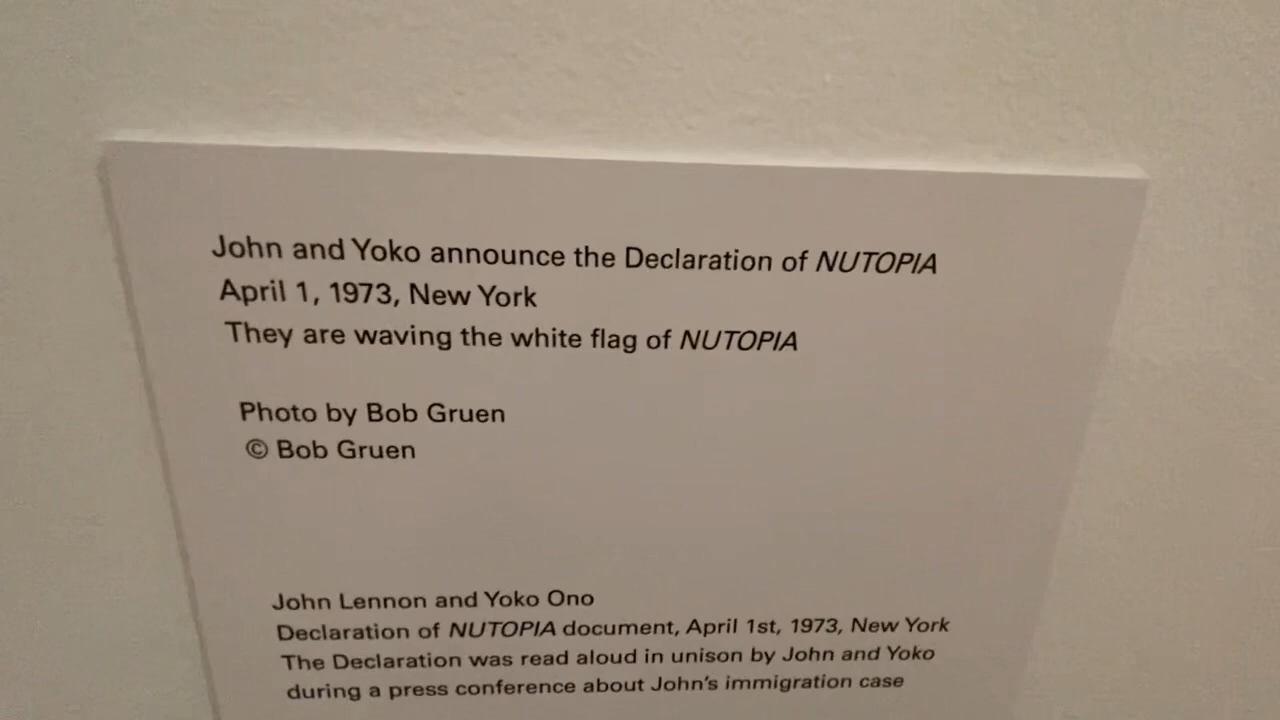 John and Yoko announce the Declaration of NUTOPIA
April 1, 1973, New York
They are waving the white flag of NUTOPIA
Photo by Bob Gruen
© Bob Gruen
John Lennon and Yoko Ono
Declaration of NUTOPIA document, April 1st, 1973, New York
The Declaration was read aloud in unison by John and Yoko
during a press conference about John's immigration case